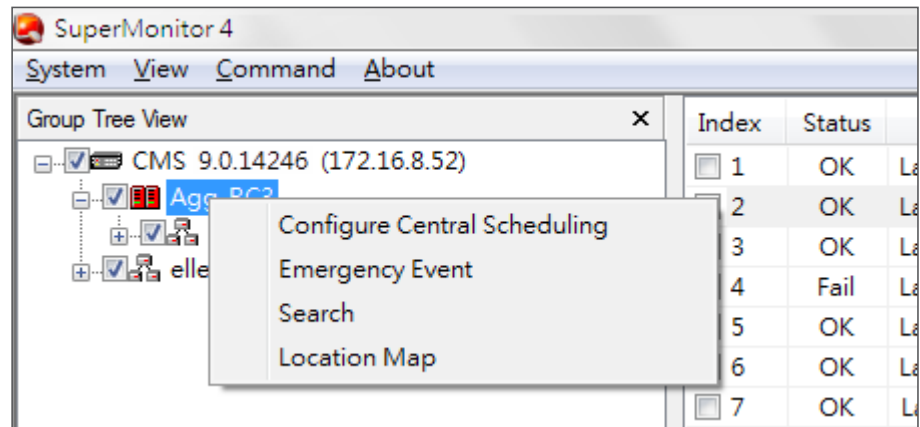 SuperMonitor 4
System View Command About
Group Tree View
Index Status
CMS 9.0.14246 (172.16.8.52)
1 OK
2 OK
3 OK
4 Fail
5 OK
6 OK
7 OK
elle
Configure Central Scheduling
Emergency Event
Search
Location Map